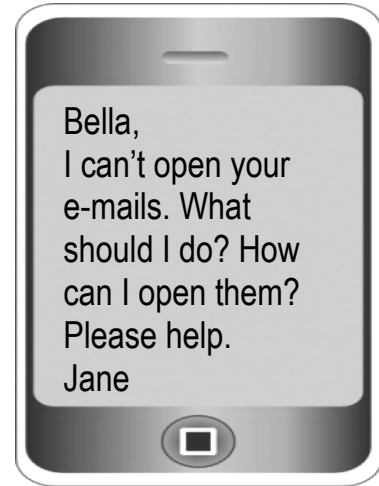 Bella,
I can’t open your
e-mails. What
should I do? How
can I open them?
Please help.
Jane